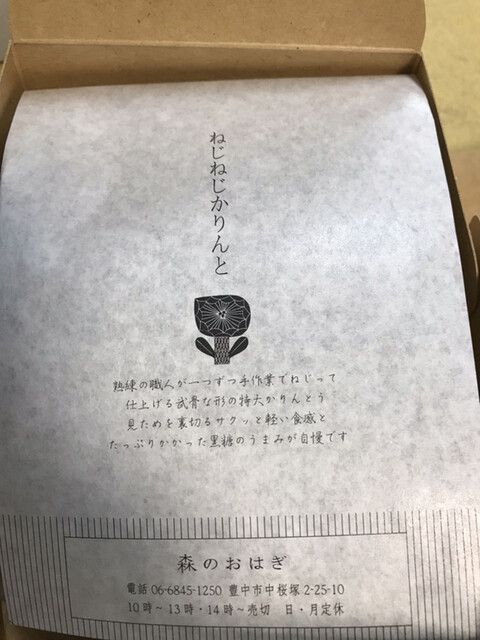 ねじねじかりんと
熟練の職人が一つずつ手作業でねじって
仕上げる武骨な形の特大かりんとう
見ためを裏切るサクッと軽い食感と
たっぷりかかった黒糖のうまみが自慢です
森のおはぎ
電話 06-6845-1250 豊中市中桜塚 2-25-10
10時〜13時・14時〜売切 日・月定休